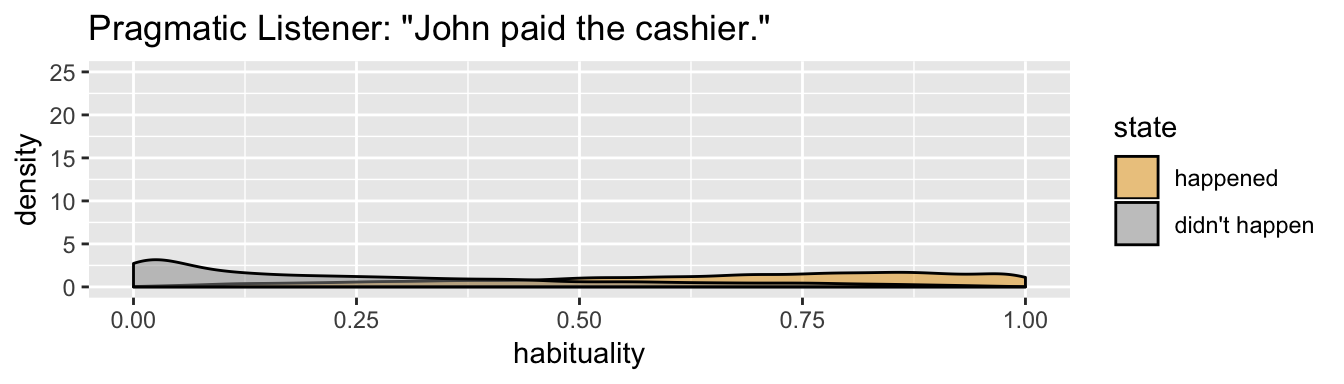 Pragmatic Listener: "John paid the cashier."
25
20
15
10
5
0
density
0.00 0.25 0.50 0.75 1.00
habituality
state
happened
didn't happen